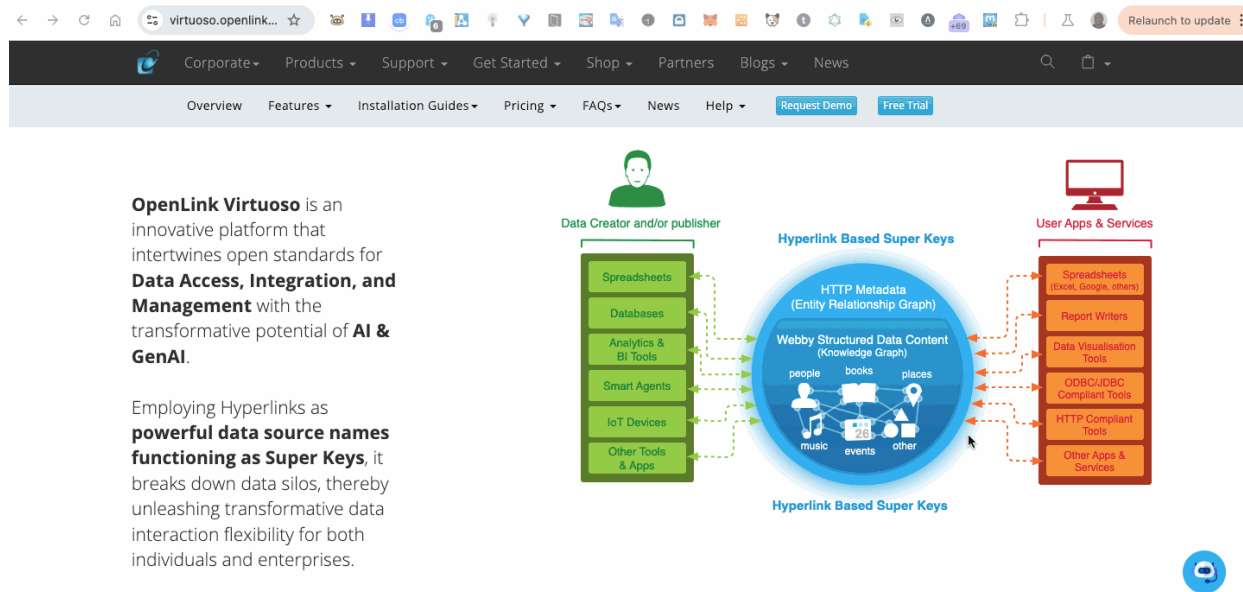 virtuoso.openlink...
6
+69
Relaunch to update
Corporate Products Support Get Started Shop Partners Blogs News
Overview Features Installation Guides Pricing FAQs News Help Request Demo Free Trial
OpenLink Virtuoso is an
innovative platform that
intertwines open standards for
Data Access, Integration, and
Management with the
transformative potential of AI &
GenAI.
Employing Hyperlinks as
powerful data source names
functioning as Super Keys, it
breaks down data silos, thereby
unleashing transformative data
interaction flexibility for both
individuals and enterprises.
Data Creator and/or publisher
Spreadsheets
Databases
Analytics &
BI Tools
Smart Agents
IoT Devices
Other Tools
& Apps
Hyperlink Based Super Keys
HTTP Metadata
(Entity Relationship Graph)
Webby Structured Data Content
(Knowledge Graph)
people books places
26
music events other
Hyperlink Based Super Keys
User Apps & Services
Spreadsheets
(Excel, Google, others)
Report Writers
Data Visualisation
Tools
ODBC/JDBC
Compliant Tools
HTTP Compliant
Tools
Other Apps &
Services